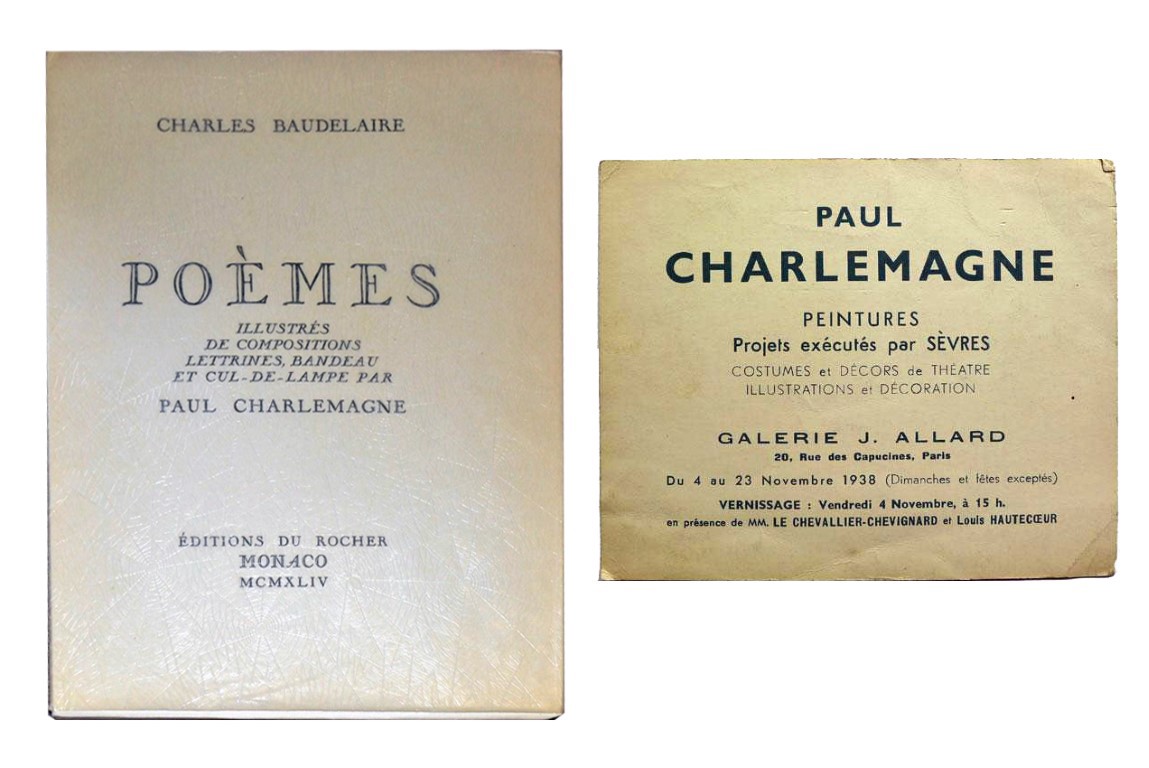 CHARLES BAUDELAIRE
POÈMES
ILLUSTRÉS
DE COMPOSITIONS
LETTRINES, BANDEAU
ET CUL-DE-LAMPE PAR
PAUL CHARLEMAGNE
ÉDITIONS DU ROCHER
MONACO
MCMXLIV
PAUL
CHARLEMAGNE
PEINTURES
Projets exécutés par SÈVRES
COSTUMES et DÉCORS de THÉATRE
ILLUSTRATIONS et DÉCORATION
GALERIE J. ALLARD
20, Rue des Capucines, Paris
Du 4 au 23 Novembre 1938 (Dimanches et fêtes exceptés)
VERNISSAGE : Vendredi 4 Novembre, à 15 h.
en présence de MM. LE CHEVALLIER-CHEVIGNARD et Louis HAUTECŒUR